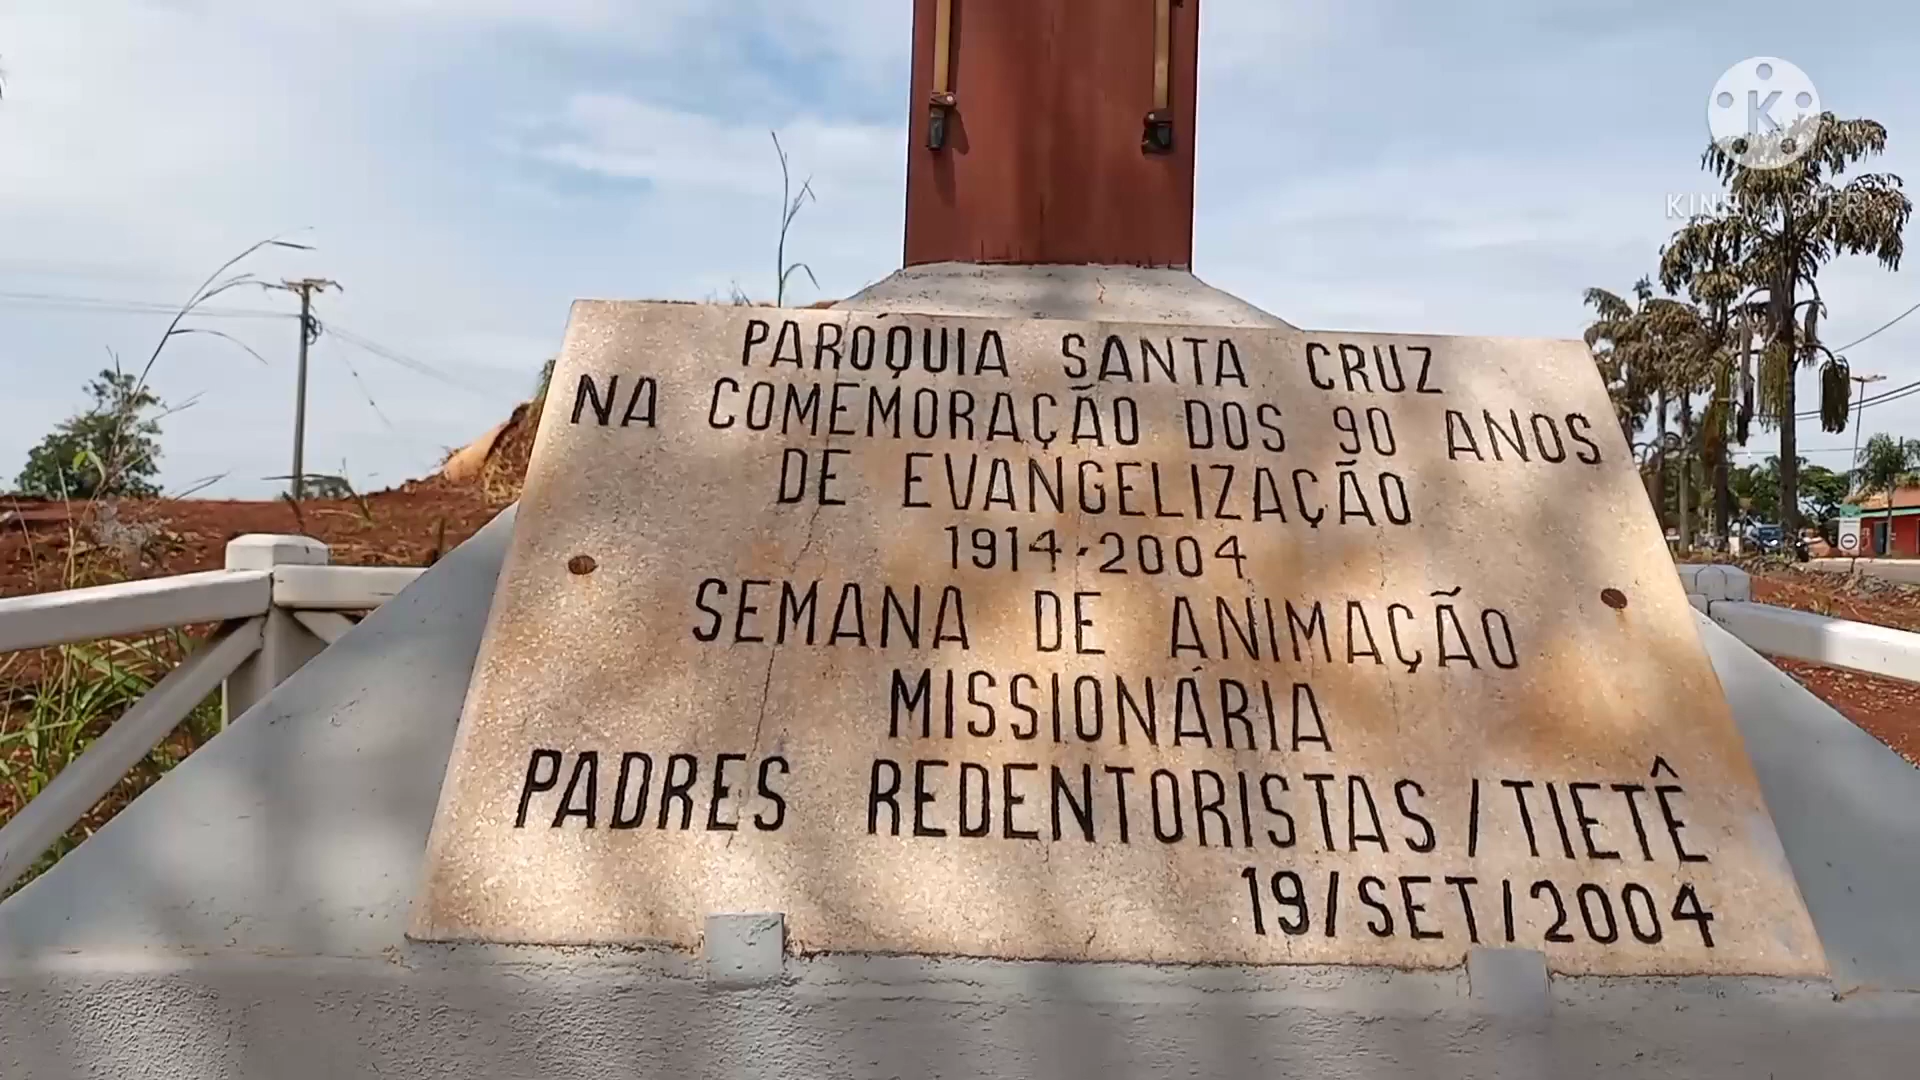 PARÓQUIA SANTA CRUZ
NA COMEMORAÇÃO DOS 90 ANOS
DE EVANGELIZAÇÃO
1914-2004
SEMANA DE ANIMAÇÃO
MISSIONÁRIA
PADRES REDENTORISTAS/TIETÊ
19/SET/2004
K
KINEMASTER